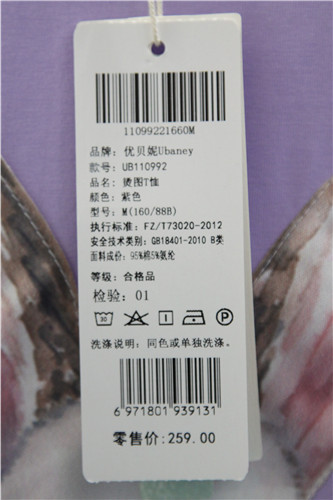 11099221660M
品牌：优贝妮Ubaney
款号：UB110992
品名：烫图T恤
颜色：紫色
型号：M(160/88B)
执行标准：FZ/T73020-2012
安全技术类别：GB18401-2010 B类
面料成份：95%棉5%氨纶
等级：合格品
检验：01
30 P
洗涤说明：同色或单独洗涤。
6 971801 939131
零售价：259.00